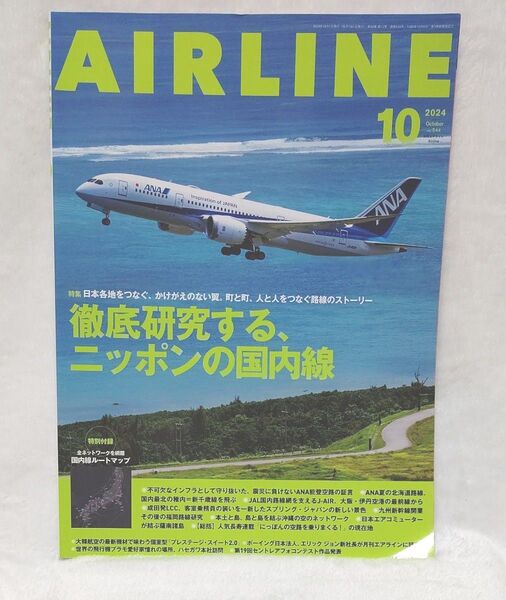 AIRLINE
10
2024
October
ANA
Inspiration of JAPAN
ANA
特集 日本各地をつなぐ、かけがえのない翼。町と町、人と人をつなぐ路線のストーリー
徹底研究する、
ニッポンの国内線
特別付録
全ネットワークを網羅
国内線ルートマップ
●不可欠なインフラとして守り抜いた、震災に負けないANA能登空路の証言 ●ANA夏の北海道路線、
国内最北の稚内=新千歳線を飛ぶ ●JAL国内路線網を支えるJ-AIR、大阪・伊丹空港の最前線から
●成田発LCC、客室乗務員の装いを一新したスプリング・ジャパンの新しい景色 ●九州新幹線開業
その後の福岡路線研究 ●本土と島、島と島を結ぶ沖縄の空のネットワーク ●日本エアコミューター
が結ぶ薩南諸島 ●【総括】人気長寿連載「にっぽんの空路を乗りまくる!」の現在地
●大韓航空の最新機材で味わう個室型「プレステージ・スイート2.0」 ●ボーイング日本法人、エリック ジョン新社長が月刊エアラインに
●世界の飛行機プラモ愛好家憧れの場所、ハセガワ本社訪問 ●第19回セントレアフォトコンテスト作品発表